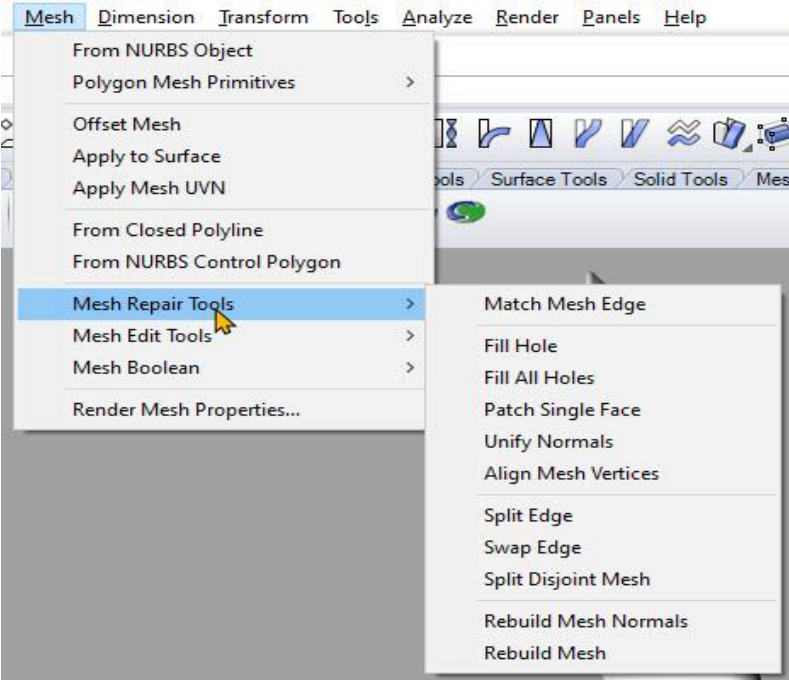 Mesh Dimension Transform Tools Analyze Render Panels Help
From NURBS Object
Polygon Mesh Primitives >
Offset Mesh
Apply to Surface
Apply Mesh UVN
ools Surface Tools Solid Tools Mes
From Closed Polyline
From NURBS Control Polygon
Mesh Repair Tools >
Mesh Edit Tools >
Mesh Boolean >
Render Mesh Properties...
Match Mesh Edge
Fill Hole
Fill All Holes
Patch Single Face
Unify Normals
Align Mesh Vertices
Split Edge
Swap Edge
Split Disjoint Mesh
Rebuild Mesh Normals
Rebuild Mesh